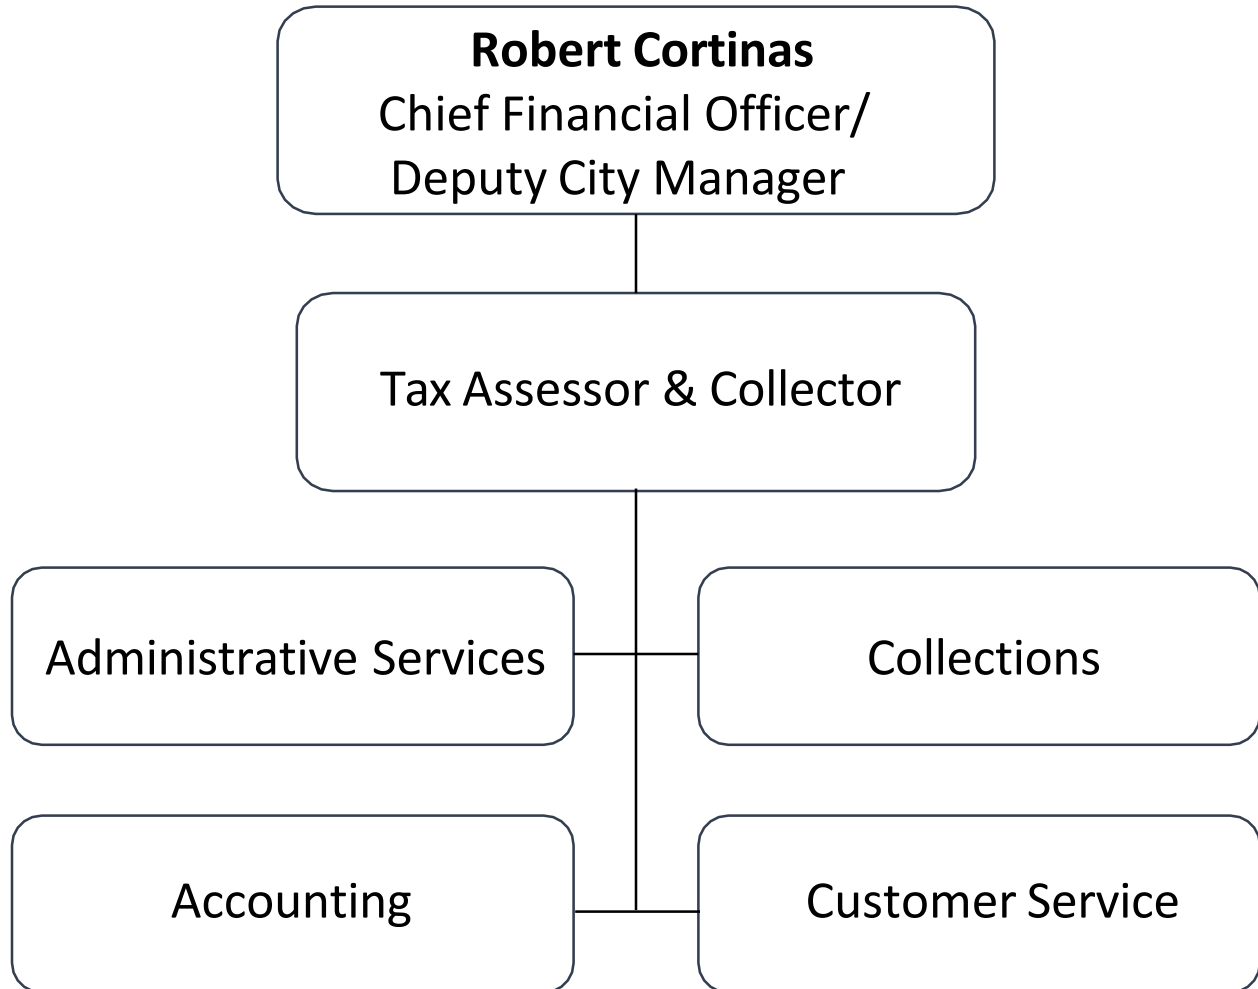 Robert Cortinas
Chief Financial Officer/
Deputy City Manager
Tax Assessor & Collector
Administrative Services
Collections
Accounting
Customer Service